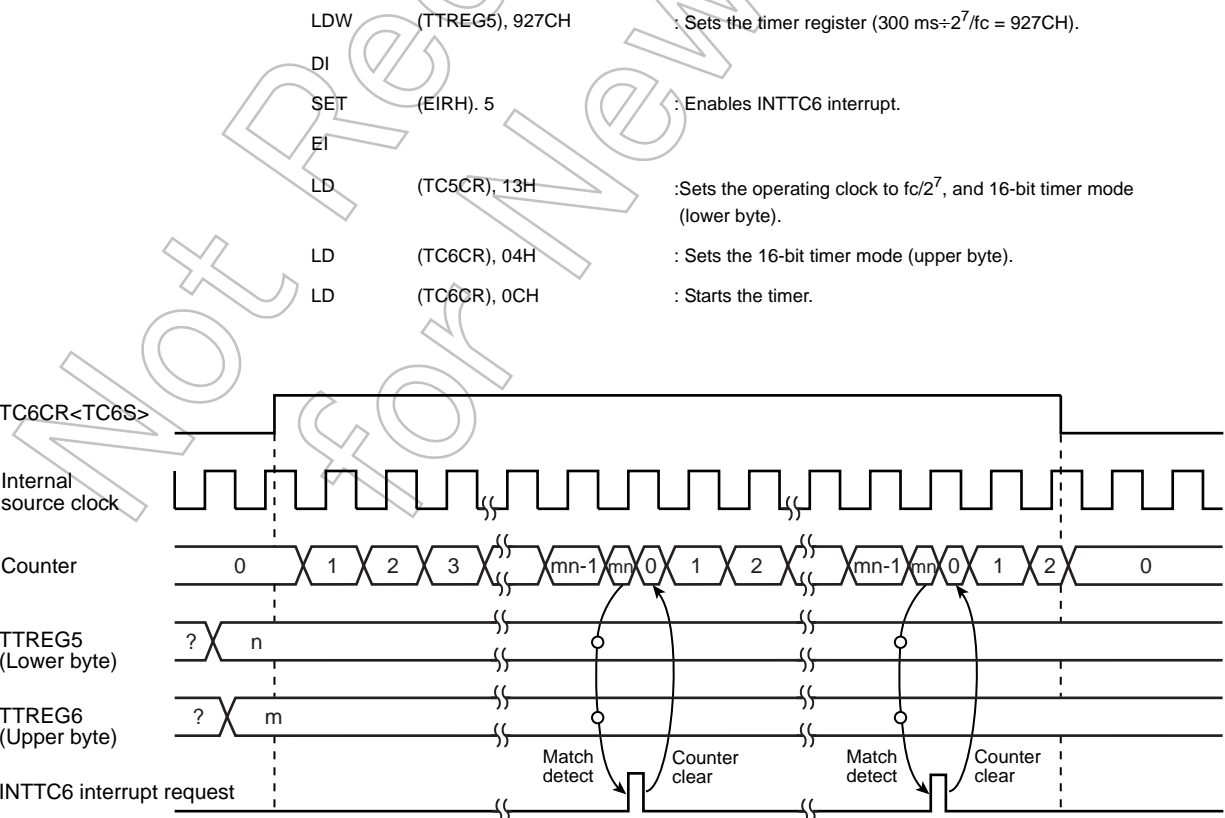 LDW (TTREG5), 927CH : Sets the timer register (300 ms÷2⁷/fc = 927CH).
DI
SET (EIRH). 5 : Enables INTTC6 interrupt.
EI
LD (TC5CR), 13H :Sets the operating clock to fc/2⁷, and 16-bit timer mode
(lower byte).
LD (TC6CR), 04H : Sets the 16-bit timer mode (upper byte).
LD (TC6CR), 0CH : Starts the timer.
TC6CR<TC6S>
Internal
source clock
Counter 0 1 2 3 mn-1 mn 0 1 2 mn-1 mn 0 1 2 0
TTREG5 ? n
(Lower byte)
TTREG6 ? m
(Upper byte)
Match Counter Match Counter
detect clear detect clear
INTTC6 interrupt request
Not Re
for New